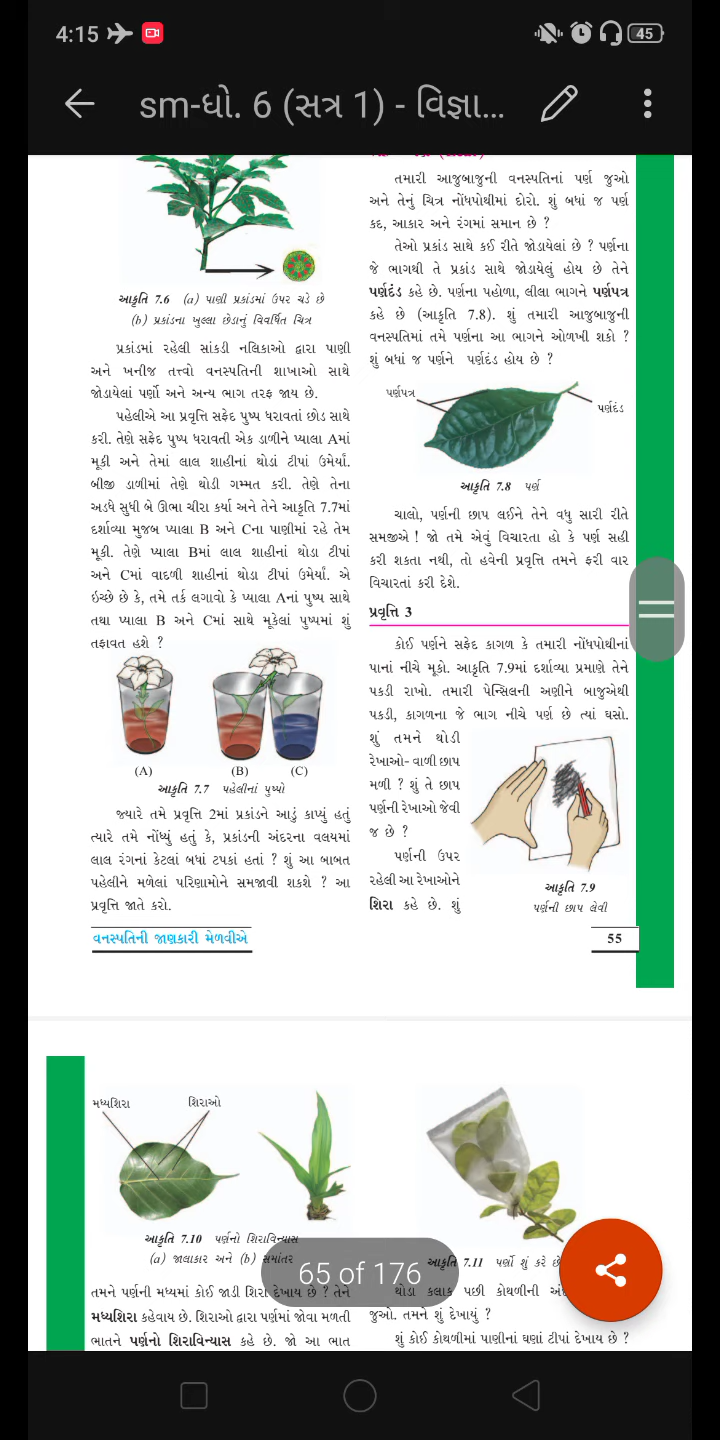 4:15
45
sm-ધો. 6 (સત્ર 1) - વિજ્ઞા...
આકૃતિ 7.6 (a) પાણી પ્રકાંડમાં ઉપર ચડે છે
(b) પ્રકાંડના ખુલ્લા છેડાનું વિવર્ધિત ચિત્ર
પ્રકાંડમાં રહેલી સાંકડી નલિકાઓ દ્વારા પાણી
અને ખનીજ તત્ત્વો વનસ્પતિની શાખાઓ સાથે
જોડાયેલાં પર્ણો અને અન્ય ભાગ તરફ જાય છે.
પહેલીએ આ પ્રવૃત્તિ સફેદ પુષ્પ ધરાવતાં છોડ સાથે
કરી. તેણે સફેદ પુષ્પ ધરાવતી એક ડાળીને પ્યાલા Aમાં
મૂકી અને તેમાં લાલ શાહીનાં થોડાં ટીપાં ઉમેર્યાં.
બીજી ડાળીમાં તેણે થોડી ગમ્મત કરી. તેણે તેના
અડધે સુધી બે ઊભા ચીરા કર્યા અને તેને આકૃતિ 7.7માં
દર્શાવ્યા મુજબ પ્યાલા B અને Cના પાણીમાં રહે તેમ
મૂકી. તેણે પ્યાલા Bમાં લાલ શાહીનાં થોડા ટીપાં
અને Cમાં વાદળી શાહીનાં થોડા ટીપાં ઉમેર્યાં. એ
ઇચ્છે છે કે, તમે તર્ક લગાવો કે પ્યાલા Aનાં પુષ્પ સાથે
તથા પ્યાલા B અને Cમાં સાથે મૂકેલાં પુષ્પમાં શું
તફાવત હશે ?
(A)
(B)
(C)
આકૃતિ 7.7 પહેલીનાં પુષ્પો
જ્યારે તમે પ્રવૃત્તિ 2માં પ્રકાંડને આડું કાપ્યું હતું
ત્યારે તમે નોંધ્યું હતું કે, પ્રકાંડની અંદરના વલયમાં
લાલ રંગનાં કેટલાં બધાં ટપકાં હતાં ? શું આ બાબત
પહેલીને મળેલાં પરિણામોને સમજાવી શકશે ? આ
પ્રવૃત્તિ જાતે કરો.
તમારી આજુબાજુની વનસ્પતિનાં પર્ણ જુઓ
અને તેનું ચિત્ર નોંધપોથીમાં દોરો. શું બધાં જ પર્ણ
કદ, આકાર અને રંગમાં સમાન છે ?
તેઓ પ્રકાંડ સાથે કઈ રીતે જોડાયેલાં છે ? પર્ણના
જે ભાગથી તે પ્રકાંડ સાથે જોડાયેલું હોય છે તેને
પર્ણદંડ કહે છે. પર્ણના પહોળા, લીલા ભાગને પર્ણપત્ર
કહે છે (આકૃતિ 7.8). શું તમારી આજુબાજુની
વનસ્પતિમાં તમે પર્ણના આ ભાગને ઓળખી શકો ?
શું બધાં જ પર્ણને પર્ણદંડ હોય છે ?
પર્ણપત્ર
પર્ણદંડ
આકૃતિ 7.8 પર્ણ
ચાલો, પર્ણની છાપ લઈને તેને વધુ સારી રીતે
સમજીએ ! જો તમે એવું વિચારતા હો કે પર્ણ સહી
કરી શકતા નથી, તો હવેની પ્રવૃત્તિ તમને ફરી વાર
વિચારતાં કરી દેશે.
પ્રવૃત્તિ 3
કોઈ પર્ણને સફેદ કાગળ કે તમારી નોંધપોથીનાં
પાનાં નીચે મૂકો. આકૃતિ 7.9માં દર્શાવ્યા પ્રમાણે તેને
પકડી રાખો. તમારી પેન્સિલની અણીને બાજુએથી
પકડી, કાગળના જે ભાગ નીચે પર્ણ છે ત્યાં ઘસો.
શું તમને થોડી
રેખાઓ- વાળી છાપ
મળી ? શું તે છાપ
પર્ણની રેખાઓ જેવી
જ છે ?
પર્ણની ઉપર
રહેલી આ રેખાઓને
શિરા કહે છે. શું
આકૃતિ 7.9
પર્ણની છાપ લેવી
વનસ્પતિની જાણકારી મેળવીએ
55
મધ્યશિરા
શિરાઓ
આકૃતિ 7.10 પર્ણનો શિરાવિન્યાસ
(a) જાલાકાર અને (b) સમાંતર
તમને પર્ણની મધ્યમાં કોઈ જાડી શિરા દેખાય છે ? તેને
મધ્યશિરા કહેવાય છે. શિરાઓ દ્વારા પર્ણમાં જોવા મળતી
ભાતને પર્ણનો શિરાવિન્યાસ કહે છે. જો આ ભાત
આકૃતિ 7.11 પર્ણો શું કરે છે
થોડા કલાક પછી કોથળીની
જુઓ. તમને શું દેખાયું ?
શું કોઈ કોથળીમાં પાણીનાં ઘણાં ટીપાં દેખાય છે ?
65 of 176